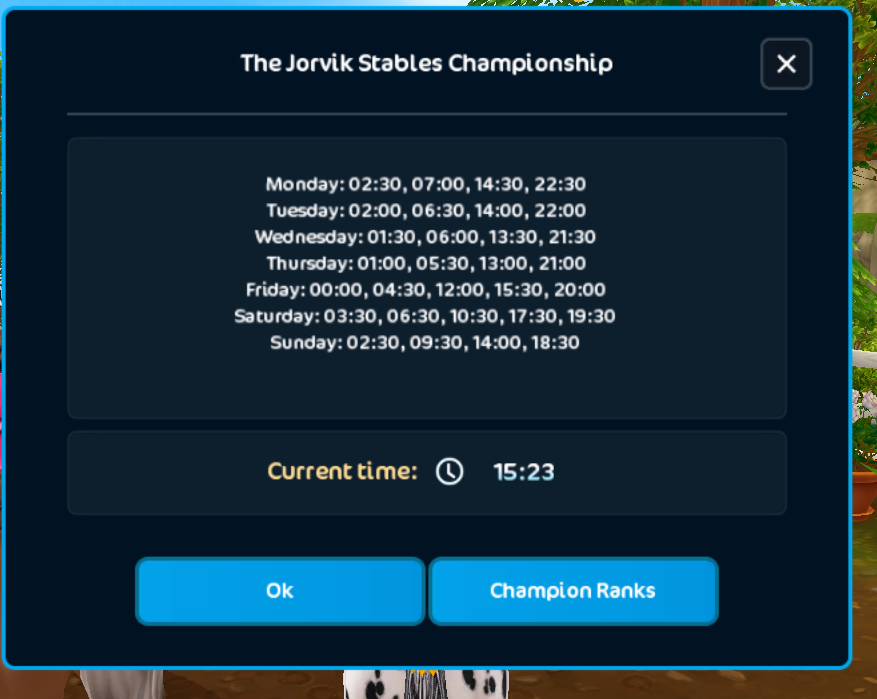 The Jorvik Stables Championship
Monday: 02:30, 07:00, 14:30, 22:30
Tuesday: 02:00, 06:30, 14:00, 22:00
Wednesday: 01:30, 06:00, 13:30, 21:30
Thursday: 01:00, 05:30, 13:00, 21:00
Friday: 00:00, 04:30, 12:00, 15:30, 20:00
Saturday: 03:30, 06:30, 10:30, 17:30, 19:30
Sunday: 02:30, 09:30, 14:00, 18:30
Current time: 15:23
Ok
Champion Ranks